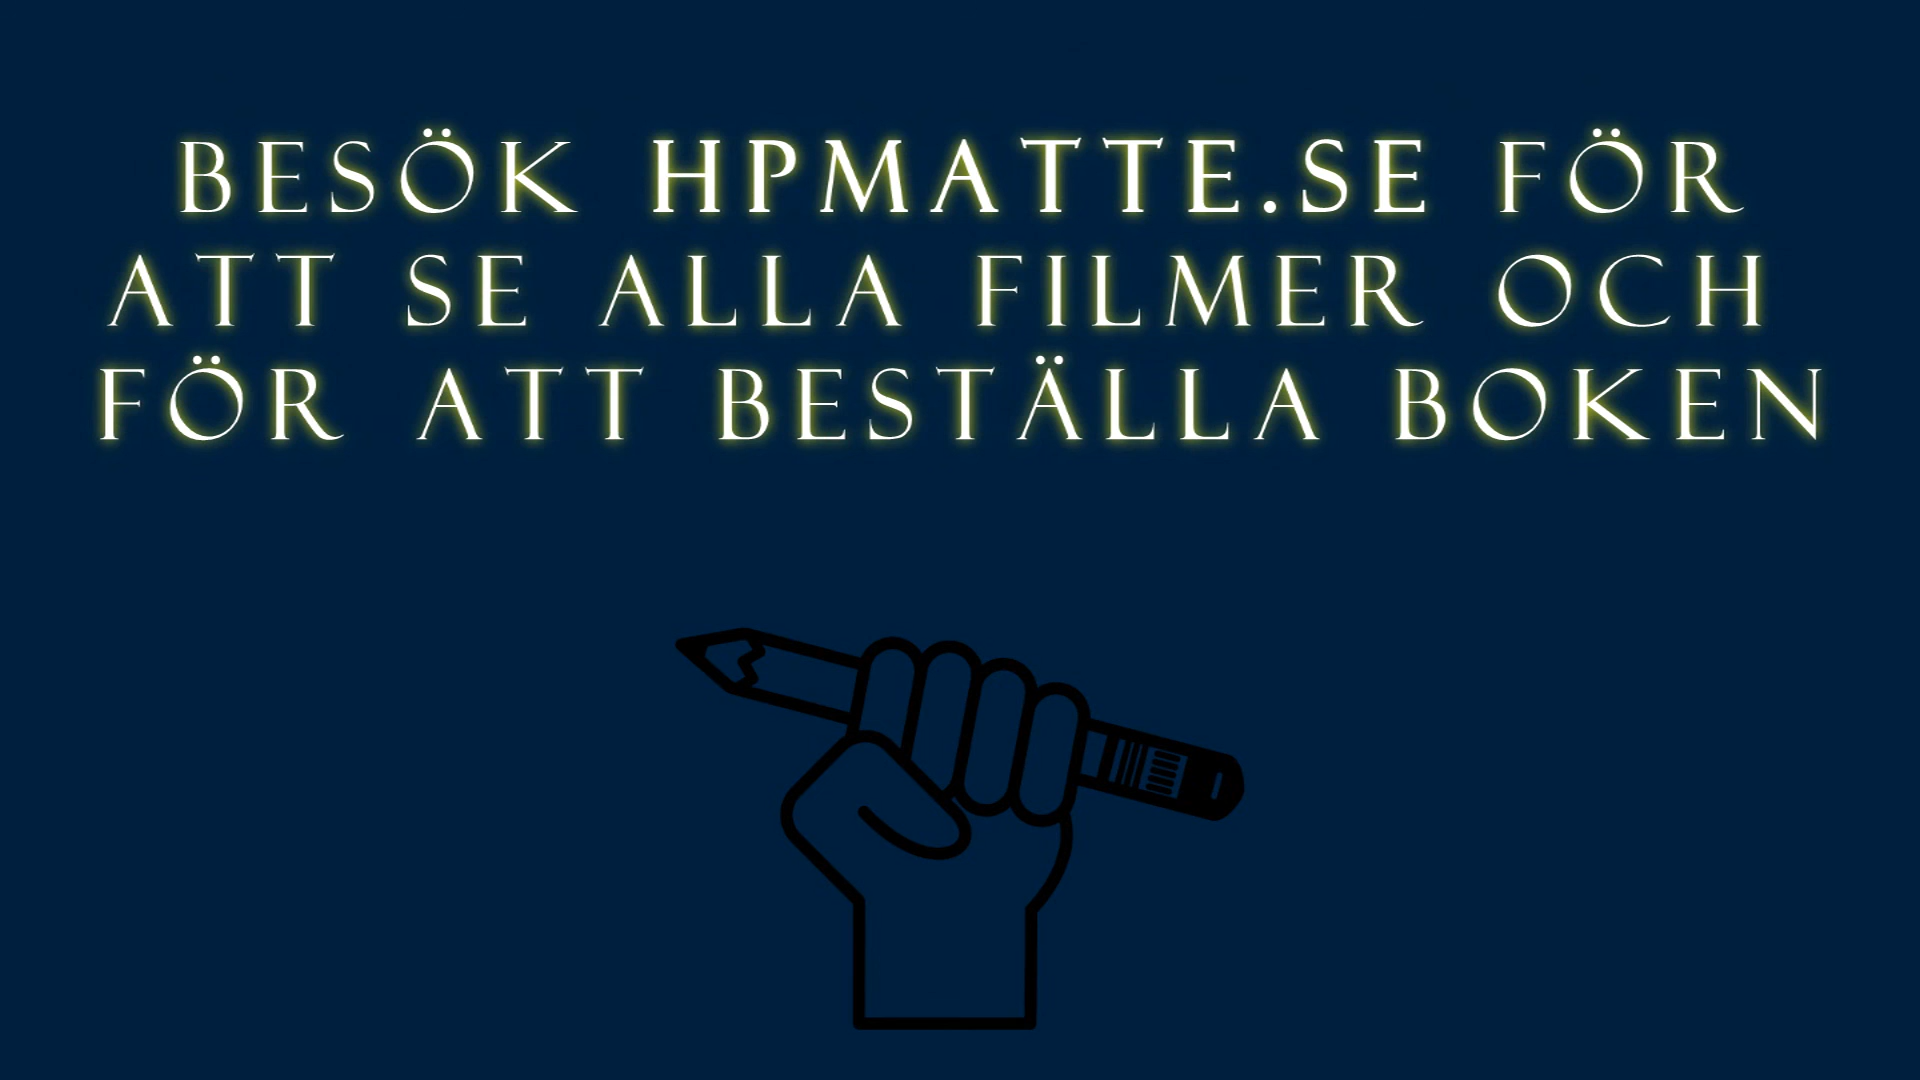 BESÖK HPMATTE.SE FÖR
ATT SE ALLA FILMER OCH
FÖR ATT BESTÄLLA BOKEN